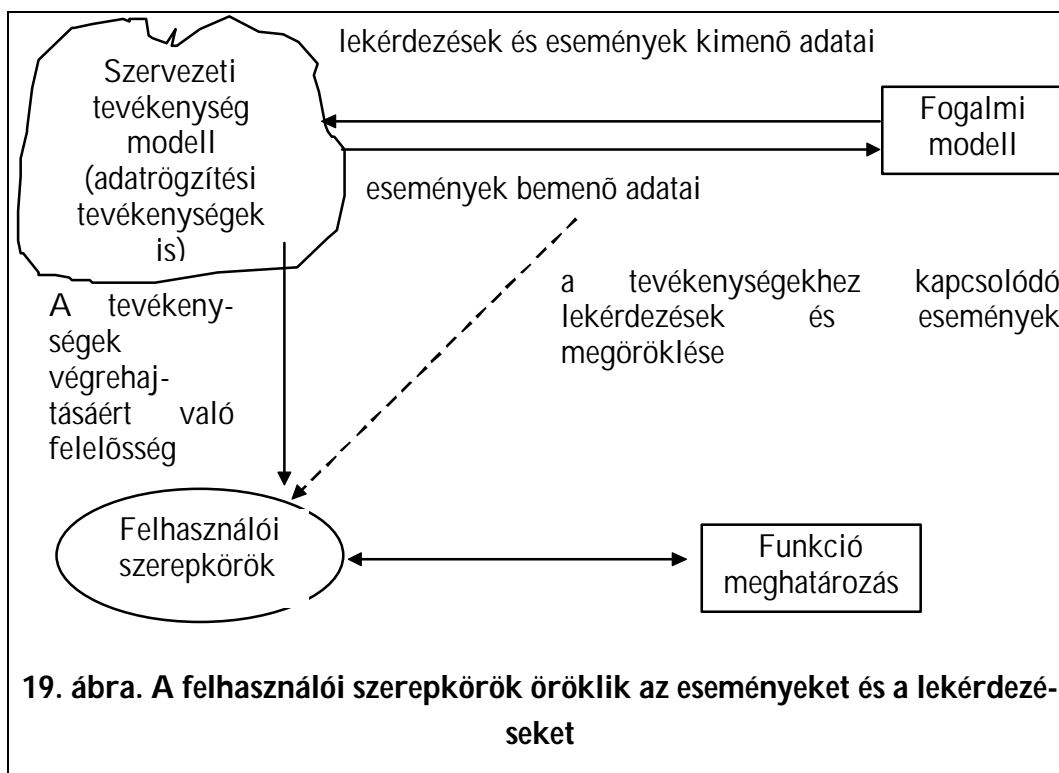 lekérdezések és események kimenõ adatai
Szervezeti
tevékenység
modell
(adatrögzítési
tevékenységek
is)
Fogalmi
modell
események bemenõ adatai
a tevékenységekhez kapcsolódó
lekérdezések és események
megöröklése
A tevékeny-
ségek
végrehaj-
tásáért való
felelõsség
Felhasználói
szerepkörök
Funkció
meghatározás
19. ábra. A felhasználói szerepkörök öröklik az eseményeket és a lekérdezé-
seket